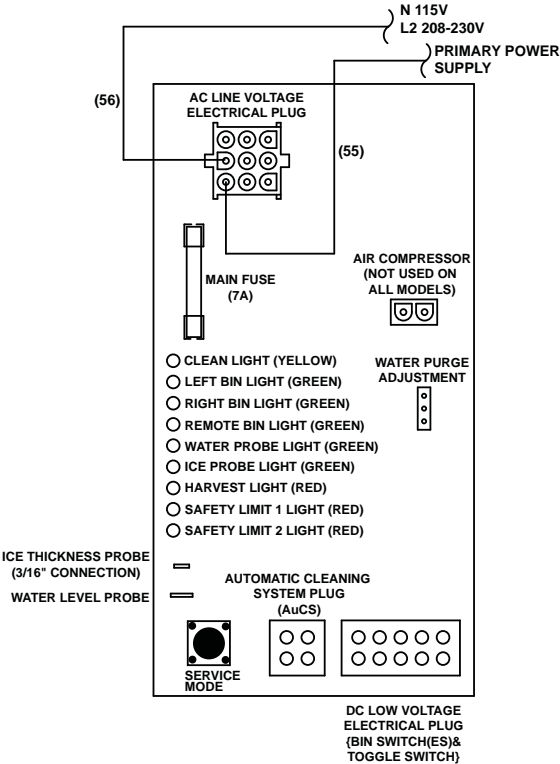 N 115V
L2 208-230V
PRIMARY POWER
SUPPLY
(56)
AC LINE VOLTAGE
ELECTRICAL PLUG
(55)
MAIN FUSE
(7A)
AIR COMPRESSOR
(NOT USED ON
ALL MODELS)
WATER PURGE
ADJUSTMENT
CLEAN LIGHT (YELLOW)
LEFT BIN LIGHT (GREEN)
RIGHT BIN LIGHT (GREEN)
REMOTE BIN LIGHT (GREEN)
WATER PROBE LIGHT (GREEN)
ICE PROBE LIGHT (GREEN)
HARVEST LIGHT (RED)
SAFETY LIMIT 1 LIGHT (RED)
SAFETY LIMIT 2 LIGHT (RED)
ICE THICKNESS PROBE
(3/16" CONNECTION)
WATER LEVEL PROBE
AUTOMATIC CLEANING
SYSTEM PLUG
(AuCS)
SERVICE
MODE
DC LOW VOLTAGE
ELECTRICAL PLUG
{BIN SWITCH(ES)&
TOGGLE SWITCH}